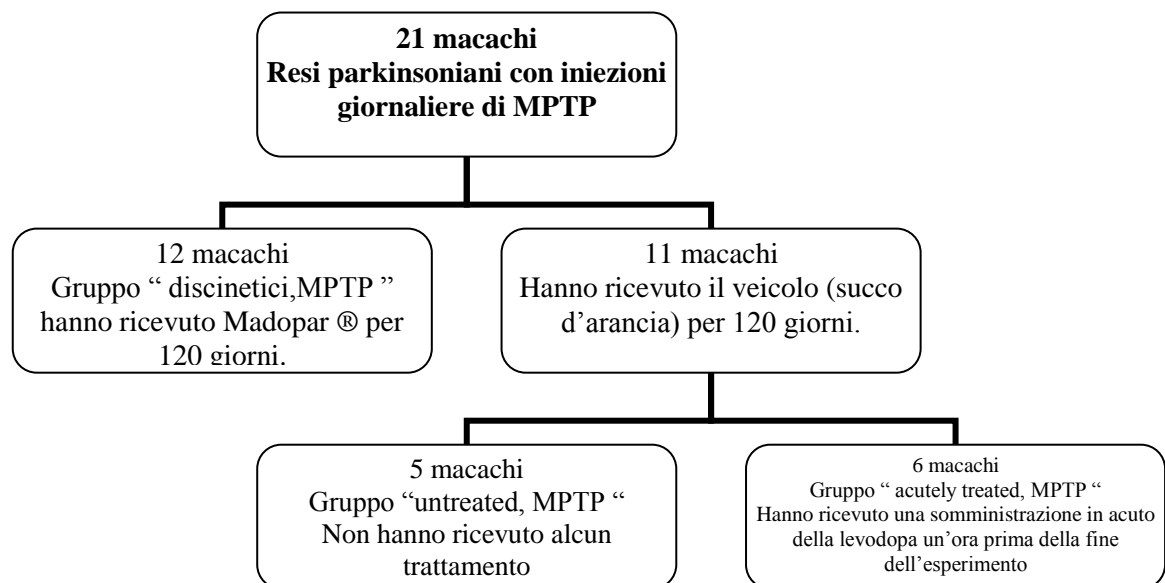 21 macachi
Resi parkinsoniani con iniezioni
giornaliere di MPTP
12 macachi
Gruppo “ discinetici,MPTP ”
hanno ricevuto Madopar ® per
120 giorni.
11 macachi
Hanno ricevuto il veicolo (succo
d’arancia) per 120 giorni.
5 macachi
Gruppo “untreated, MPTP “
Non hanno ricevuto alcun
trattamento
6 macachi
Gruppo “ acutely treated, MPTP “
Hanno ricevuto una somministrazione in acuto
della levodopa un’ora prima della fine
dell’esperimento